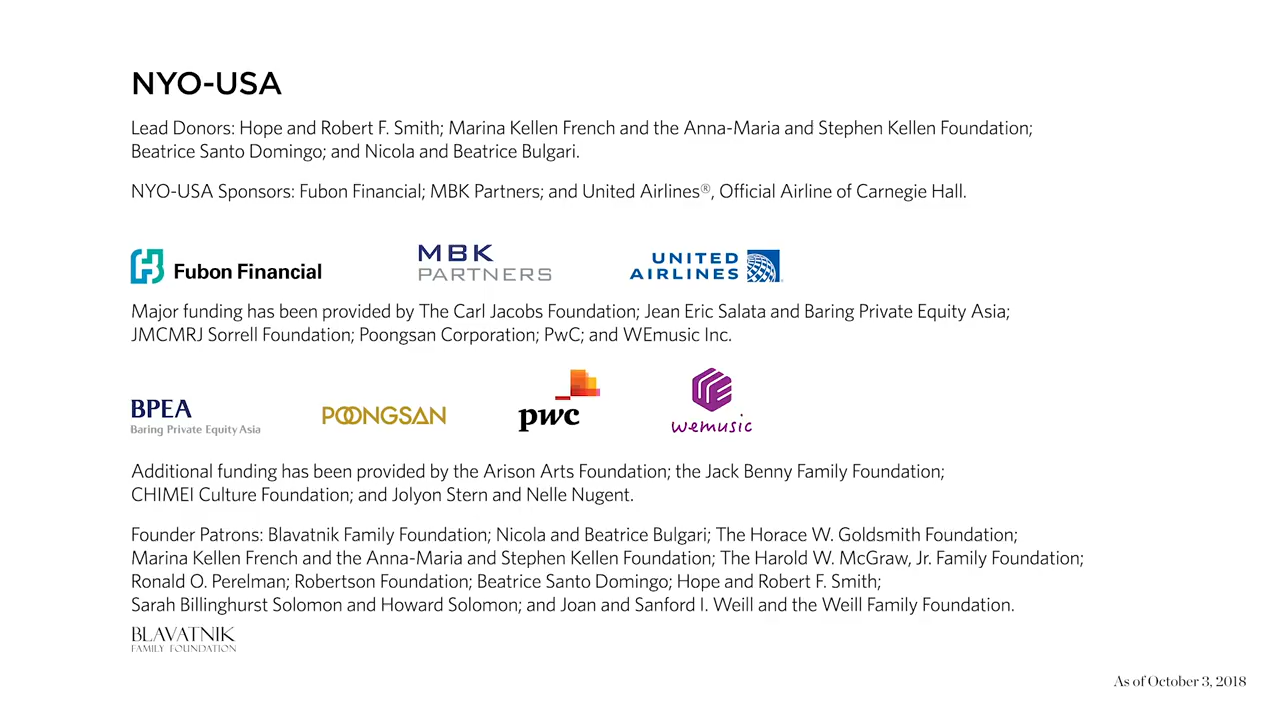 NYO-USA
Lead Donors: Hope and Robert F. Smith; Marina Kellen French and the Anna-Maria and Stephen Kellen Foundation;
Beatrice Santo Domingo; and Nicola and Beatrice Bulgari.
NYO-USA Sponsors: Fubon Financial; MBK Partners; and United Airlines®, Official Airline of Carnegie Hall.
Fubon Financial
MBK
PARTNERS
UNITED
AIRLINES
Major funding has been provided by The Carl Jacobs Foundation; Jean Eric Salata and Baring Private Equity Asia;
JMCMRJ Sorrell Foundation; Poongsan Corporation; PwC; and WEmusic Inc.
BPEA
Baring Private Equity Asia
POONGSAN
pwc
wemusic
Additional funding has been provided by the Arison Arts Foundation; the Jack Benny Family Foundation;
CHIMEI Culture Foundation; and Jolyon Stern and Nelle Nugent.
Founder Patrons: Blavatnik Family Foundation; Nicola and Beatrice Bulgari; The Horace W. Goldsmith Foundation;
Marina Kellen French and the Anna-Maria and Stephen Kellen Foundation; The Harold W. McGraw, Jr. Family Foundation;
Ronald O. Perelman; Robertson Foundation; Beatrice Santo Domingo; Hope and Robert F. Smith;
Sarah Billinghurst Solomon and Howard Solomon; and Joan and Sanford I. Weill and the Weill Family Foundation.
BLAVATNIK
FAMILY FOUNDATION
As of October 3, 2018